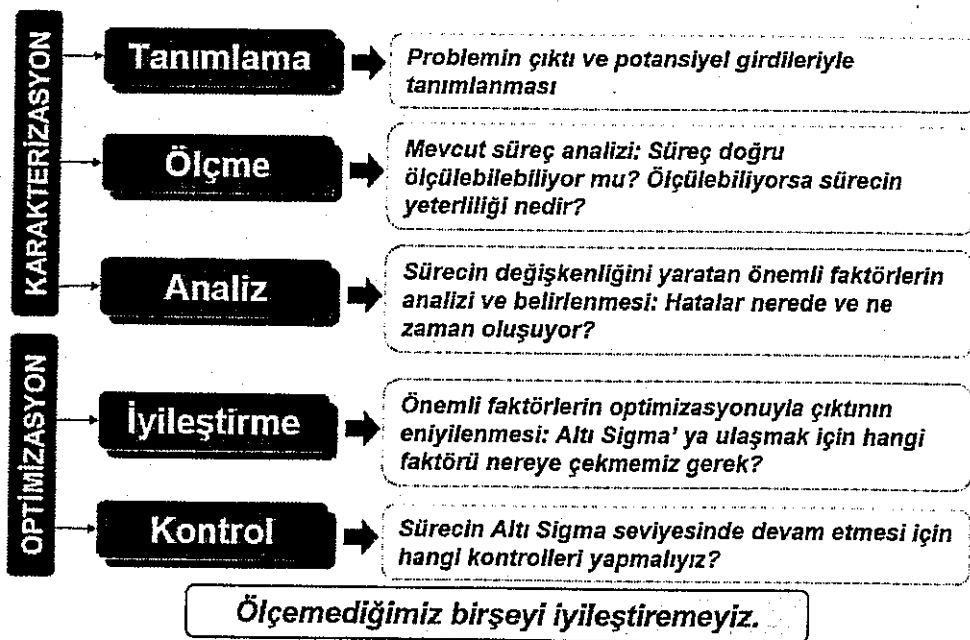 KARAKTERİZASYON
Tanımlama
Problemin çıktı ve potansiyel girdileriyle
tanımlanması
Ölçme
Mevcut süreç analizi: Süreç doğru
ölçülebilebiliyor mu? Ölçülebiliyorsa sürecin
yeterliliği nedir?
Analiz
Sürecin değişkenliğini yaratan önemli faktörlerin
analizi ve belirlenmesi: Hatalar nerede ve ne
zaman oluşuyor?
OPTİMİZASYON
İyileştirme
Önemli faktörlerin optimizasyonuyla çıktının
eniyilenmesi: Altı Sigma' ya ulaşmak için hangi
faktörü nereye çekmemiz gerek?
Kontrol
Sürecin Altı Sigma seviyesinde devam etmesi için
hangi kontrolleri yapmalıyız?
Ölçemediğimiz birşeyi iyileştiremeyiz.